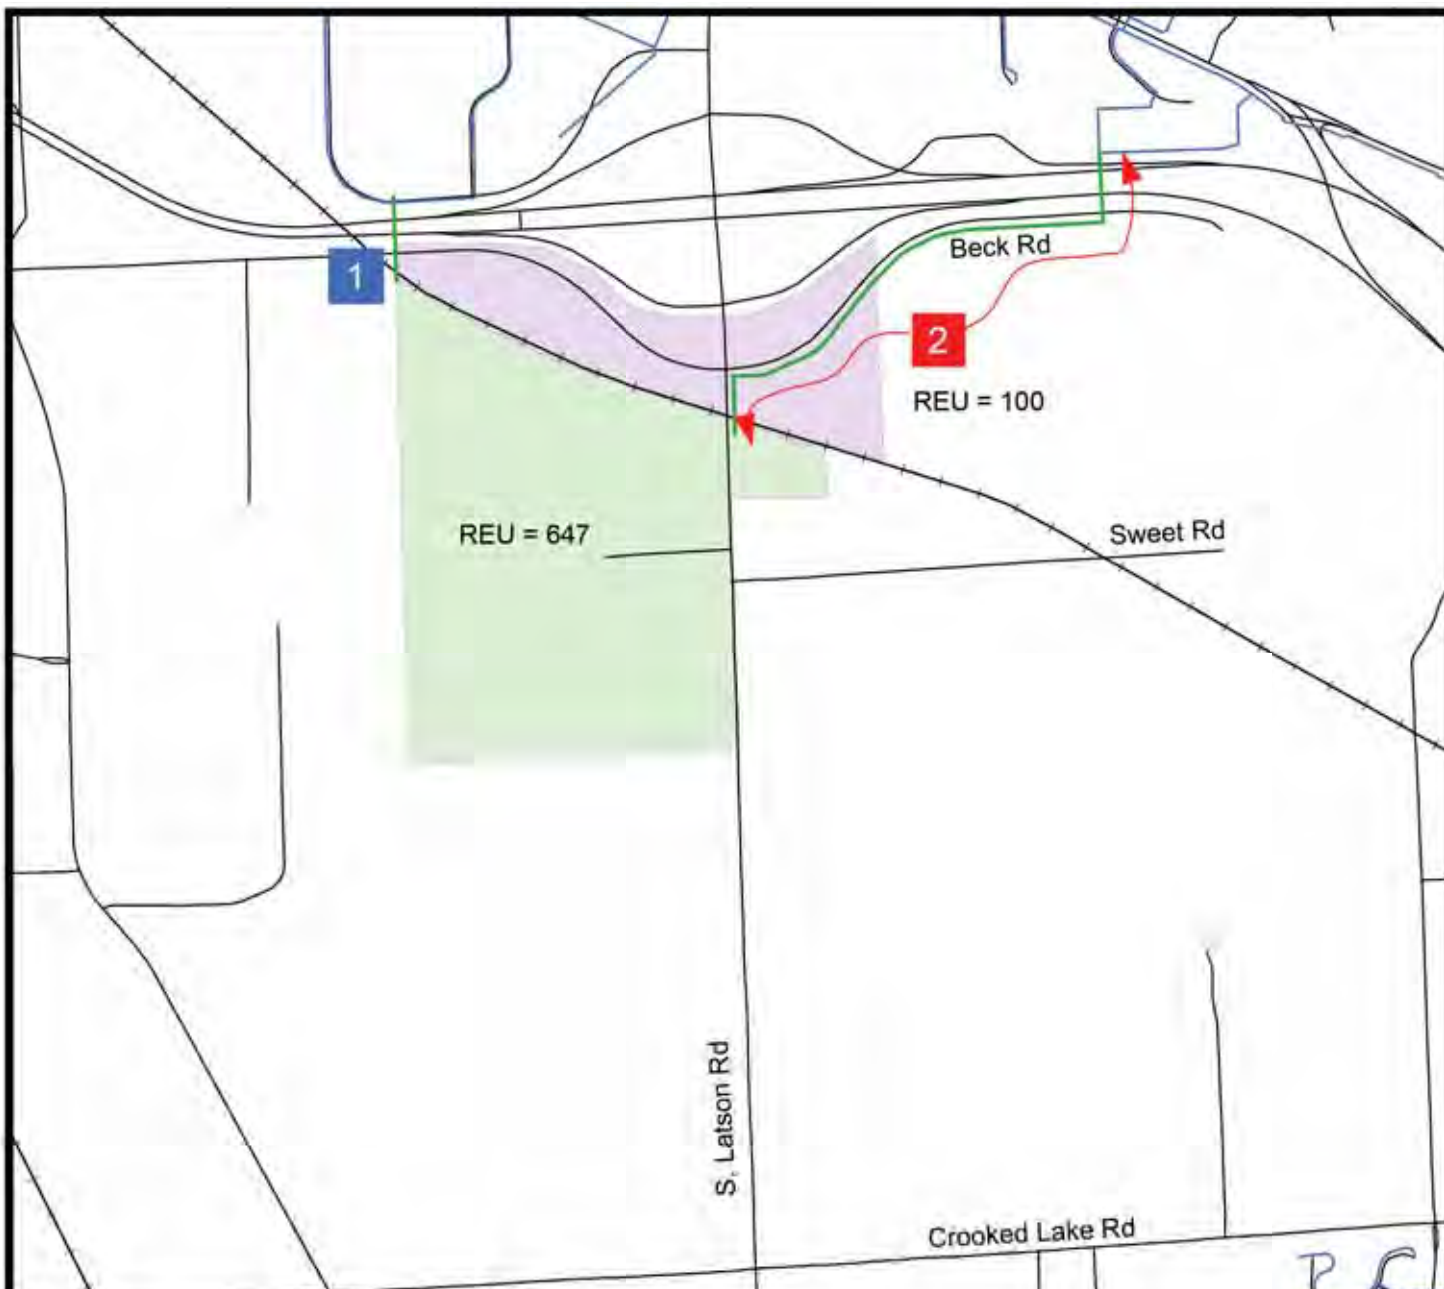 1
Beck Rd
2
REU = 100
REU = 647
Sweet Rd
S. Latson Rd
Crooked Lake Rd